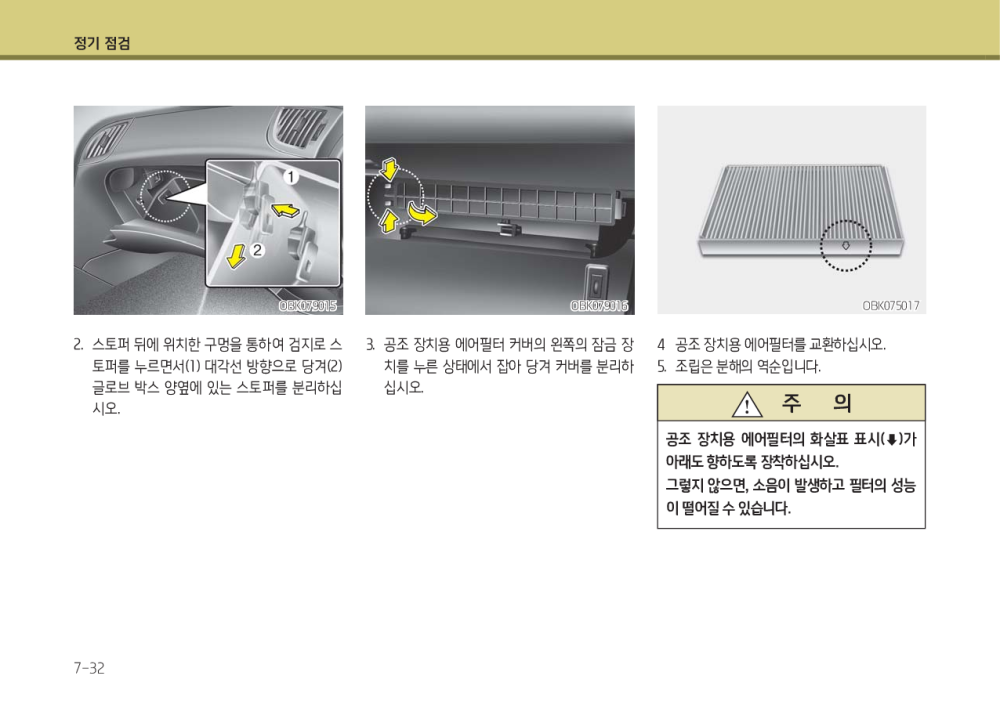 정기 점검
1
2
OBK079015
2. 스토퍼 뒤에 위치한 구멍을 통하여 검지로 스
토퍼를 누르면서(1) 대각선 방향으로 당겨(2)
글로브 박스 양옆에 있는 스토퍼를 분리하십
시오.
OBK079016
3. 공조 장치용 에어필터 커버의 왼쪽의 잠금 장
치를 누른 상태에서 잡아 당겨 커버를 분리하
십시오.
OBK075017
4 공조 장치용 에어필터를 교환하십시오.
5. 조립은 분해의 역순입니다.
주 의
공조 장치용 에어필터의 화살표 표시(⬇)가
아래도 향하도록 장착하십시오.
그렇지 않으면, 소음이 발생하고 필터의 성능
이 떨어질 수 있습니다.
7-32